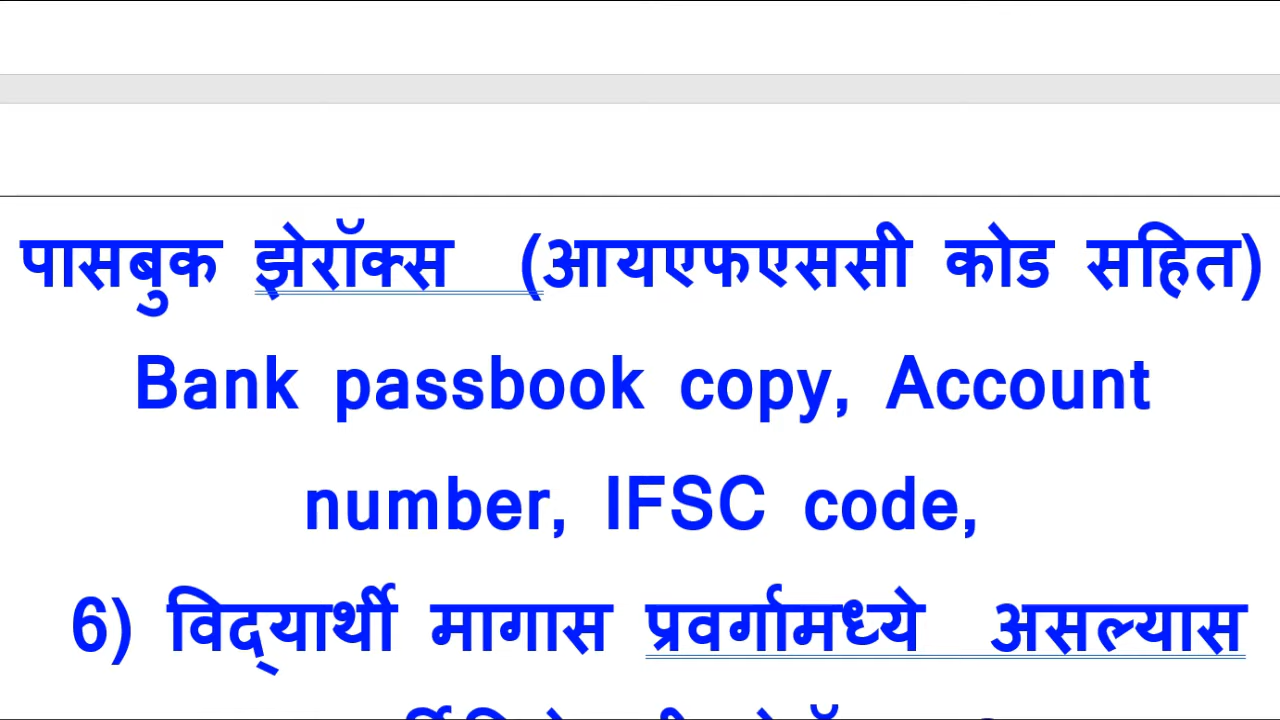 पासबुक झेरॉक्स (आयएफएससी कोड सहित)
Bank passbook copy, Account
number, IFSC code,
6) विद्‌यार्थी मागास प्रवर्गामध्ये असल्यास